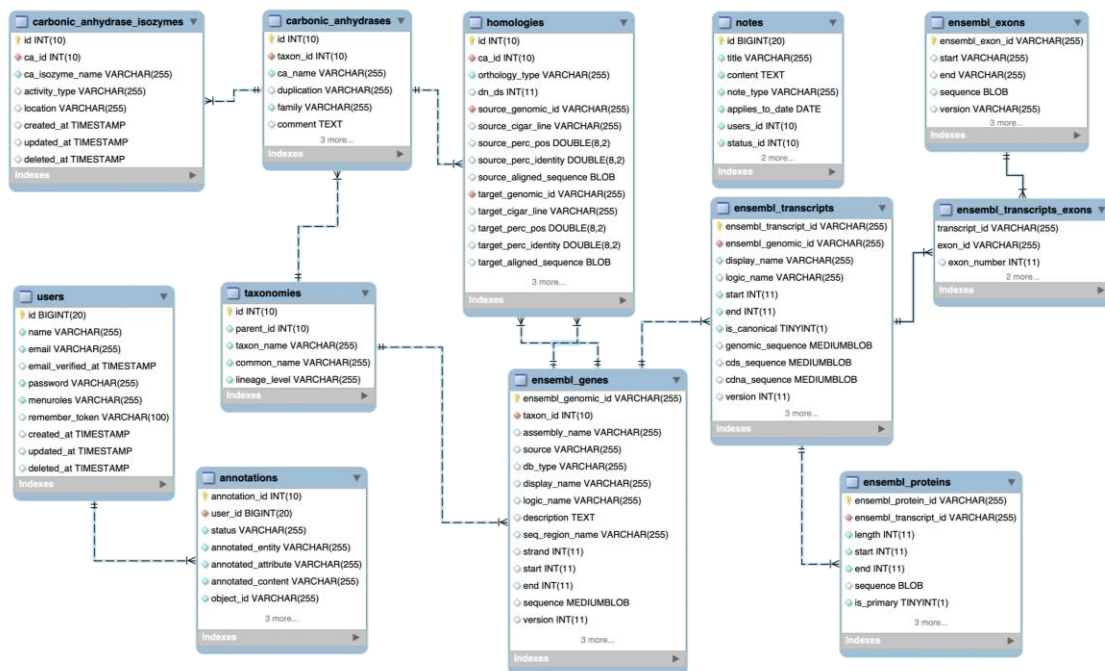 carbonic_anhydrase_isozymes
id INT(10)
ca_id INT(10)
ca_isozyme_name VARCHAR(255)
activity_type VARCHAR(255)
location VARCHAR(255)
created_at TIMESTAMP
updated_at TIMESTAMP
deleted_at TIMESTAMP
Indexes
carbonic_anhydrases
id INT(10)
taxon_id INT(10)
ca_name VARCHAR(255)
duplication VARCHAR(255)
family VARCHAR(255)
comment TEXT
3 more...
Indexes
homologies
id INT(10)
ca_id INT(10)
orthology_type VARCHAR(255)
dn_ds INT(11)
source_genomic_id VARCHAR(255)
source_cigar_line VARCHAR(255)
source_perc_pos DOUBLE(8,2)
source_perc_identity DOUBLE(8,2)
source_aligned_sequence BLOB
target_genomic_id VARCHAR(255)
target_cigar_line VARCHAR(255)
target_perc_pos DOUBLE(8,2)
target_perc_identity DOUBLE(8,2)
target_aligned_sequence BLOB
3 more...
Indexes
notes
id BIGINT(20)
title VARCHAR(255)
content TEXT
note_type VARCHAR(255)
applies_to_date DATE
users_id INT(10)
status_id INT(10)
2 more...
Indexes
ensembl_exons
ensembl_exon_id VARCHAR(255)
start VARCHAR(255)
end VARCHAR(255)
sequence BLOB
version VARCHAR(255)
3 more...
Indexes
ensembl_transcripts
ensembl_transcript_id VARCHAR(255)
ensembl_genomic_id VARCHAR(255)
display_name VARCHAR(255)
logic_name VARCHAR(255)
start INT(11)
end INT(11)
is_canonical TINYINT(1)
genomic_sequence MEDIUMBLOB
cds_sequence MEDIUMBLOB
cdna_sequence MEDIUMBLOB
version INT(11)
3 more...
Indexes
ensembl_transcripts_exons
transcript_id VARCHAR(255)
exon_id VARCHAR(255)
exon_number INT(11)
2 more...
Indexes
users
id BIGINT(20)
name VARCHAR(255)
email VARCHAR(255)
email_verified_at TIMESTAMP
password VARCHAR(255)
menuroles VARCHAR(255)
remember_token VARCHAR(100)
created_at TIMESTAMP
updated_at TIMESTAMP
deleted_at TIMESTAMP
Indexes
taxonomies
id INT(10)
parent_id INT(10)
taxon_name VARCHAR(255)
common_name VARCHAR(255)
lineage_level VARCHAR(255)
Indexes
ensembl_genes
ensembl_genomic_id VARCHAR(255)
taxon_id INT(10)
assembly_name VARCHAR(255)
source VARCHAR(255)
db_type VARCHAR(255)
display_name VARCHAR(255)
logic_name VARCHAR(255)
description TEXT
seq_region_name VARCHAR(255)
strand INT(11)
start INT(11)
end INT(11)
sequence MEDIUMBLOB
version INT(11)
3 more...
Indexes
annotations
annotation_id INT(10)
user_id BIGINT(20)
status VARCHAR(255)
annotated_entity VARCHAR(255)
annotated_attribute VARCHAR(255)
annotated_content VARCHAR(255)
object_id VARCHAR(255)
3 more...
Indexes
ensembl_proteins
ensembl_protein_id VARCHAR(255)
ensembl_transcript_id VARCHAR(255)
length INT(11)
start INT(11)
end INT(11)
sequence BLOB
is_primary TINYINT(1)
3 more...
Indexes